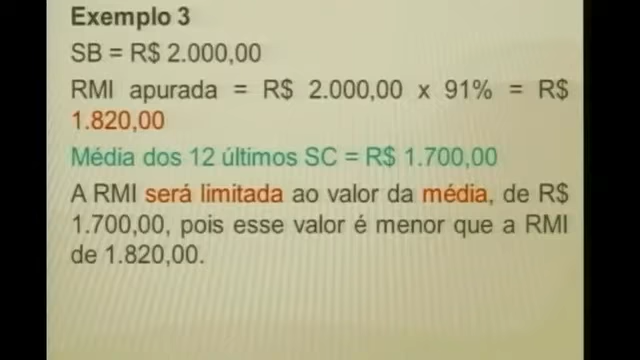 Exemplo 3
SB = R$ 2.000,00
RMI apurada = R$ 2.000,00 x 91% = R$
1.820,00
Média dos 12 últimos SC = R$ 1.700,00
A RMI será limitada ao valor da média, de R$
1.700,00, pois esse valor é menor que a RMI
de 1.820,00.